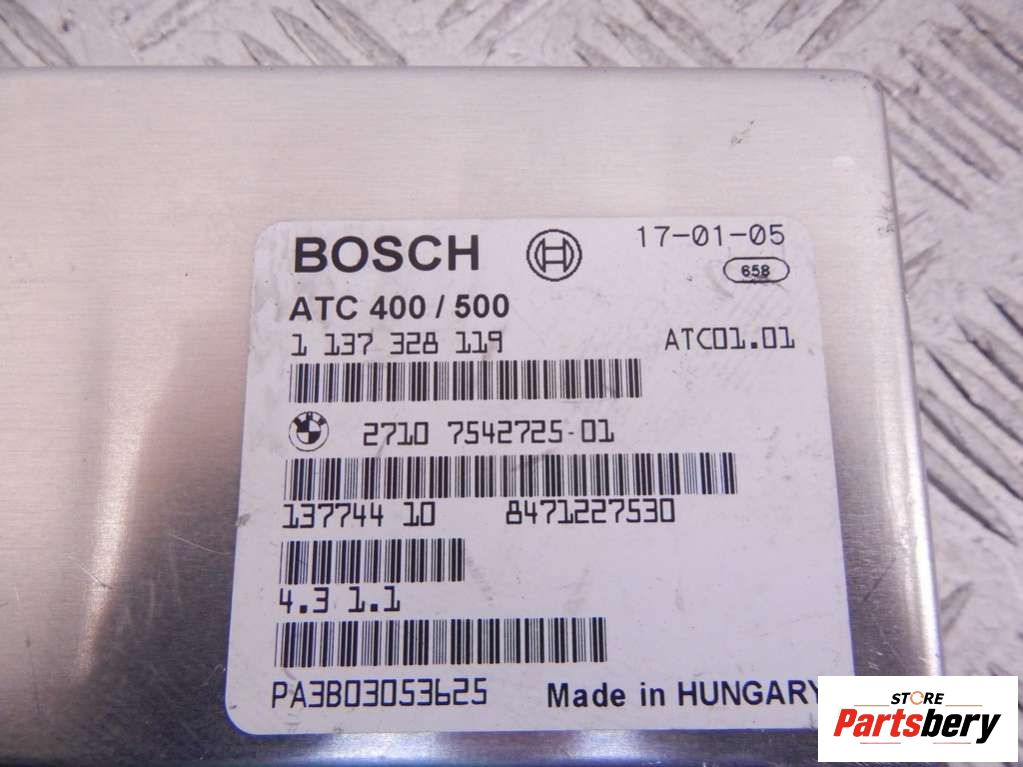 BOSCH 17-01-05
658
ATC 400 / 500
1 137 328 119 ATC01.01
2710 7542725-01
137744 10 8471227530
4.3 1.1
PA3B03053625 Made in HUNGARY
STORE
Partsbery